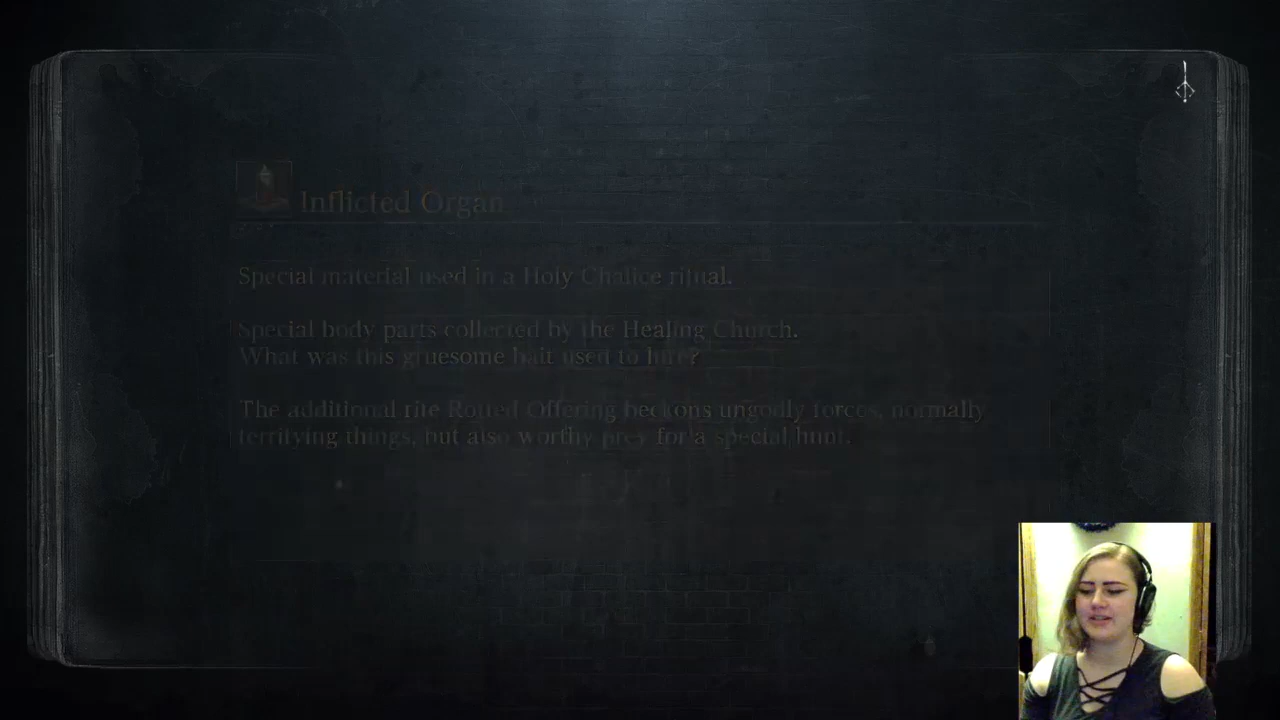 Inflicted Organ
Special material used in a Holy Chalice ritual.
Special body parts collected by the Healing Church.
What was this gruesome bait used to lure?
The additional rite Rotted Offering beckons ungodly forces, normally
terrifying things, but also worthy prey for a special hunt.